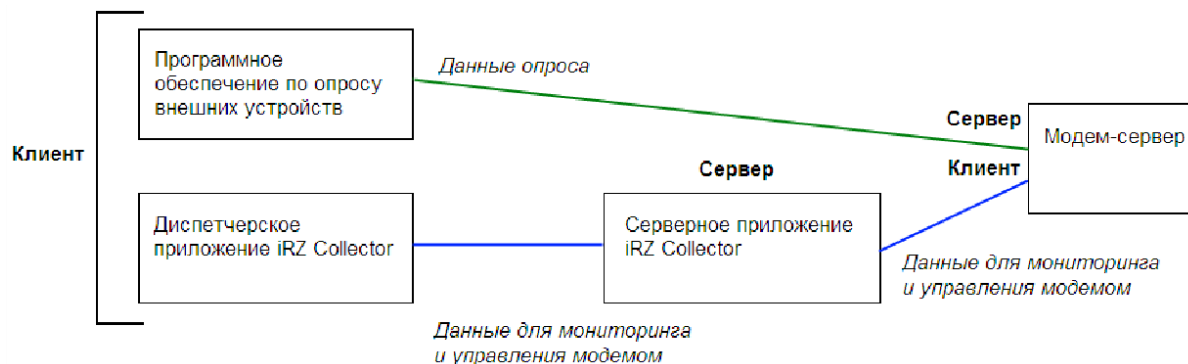 Программное
обеспечение по опросу
внешних устройств
Данные опроса
Сервер
Модем-сервер
Клиент
Сервер
Клиент
Диспетчерское
приложение iRZ Collector
Серверное приложение
iRZ Collector
Данные для мониторинга
и управления модемом
Данные для мониторинга
и управления модемом